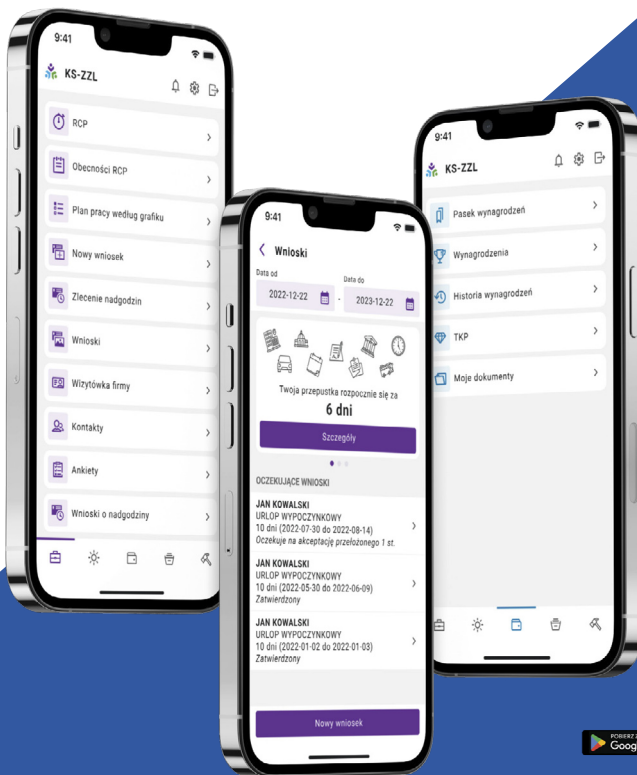 9:41
KS-ZZL
RCP
Obecności RCP
Plan pracy według grafiku
Nowy wniosek
Zlecenie nadgodzin
Wnioski
Wizytówka firmy
Kontakty
Ankiety
Wnioski o nadgodziny
9:41
Wnioski
Data od
Data do
2022-12-22 - 2023-12-22
Twoja przepustka rozpocznie się za
6 dni
Szczegóły
OCZEKUJĄCE WNIOSKI
JAN KOWALSKI
URLOP WYPOCZYNKOWY
10 dni (2022-07-30 do 2022-08-14)
Oczekuje na akceptację przełożonego 1 st.
JAN KOWALSKI
URLOP WYPOCZYNKOWY
10 dni (2022-05-30 do 2022-06-09)
Zatwierdzony
JAN KOWALSKI
URLOP WYPOCZYNKOWY
10 dni (2022-01-02 do 2022-01-03)
Zatwierdzony
Nowy wniosek
9:41
KS-ZZL
Pasek wynagrodzeń
Wynagrodzenia
Historia wynagrodzeń
TKP
Moje dokumenty
POBIERZ Z